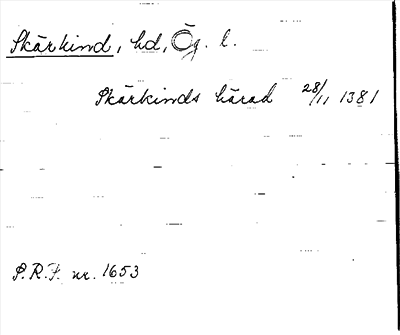 Skärkind, hd, Ög. l.
Skärkinds härad 28/11 1381
S.R.P. nr. 1653